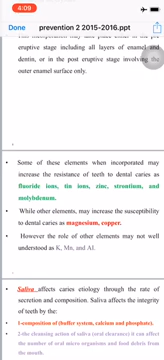 4:09
Done
prevention 2 2015-2016.ppt
eruptive stage including all layers of enamel and
dentin, or in the post eruptive stage involving the
outer enamel surface only.
Some of these elements when incorporated may
increase the resistance of teeth to dental caries as
fluoride ions, tin ions, zinc, strontium, and
molybdenum.
While other elements, may increase the susceptibility
to dental caries as magnesium, copper.
However the role of other elements may not well
understood as K, Mn, and Al
Saliva affects caries etiology through the rate of
secretion and composition. Saliva affects the integrity
of teeth by the:
1-composition of (buffer system, calcium and phosphate).
2-the cleansing action of saliva (oral clearance) it can affect
the number of oral micro organisms and food debris from
the mouth.